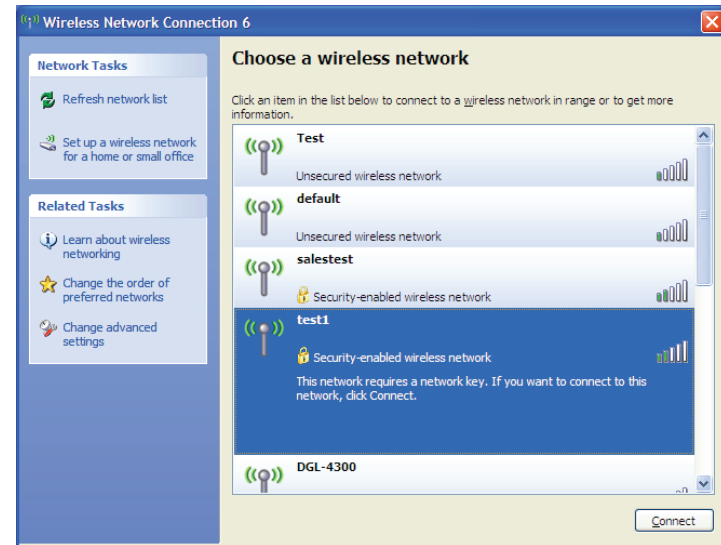 Wireless Network Connection 6
Network Tasks
Refresh network list
Set up a wireless network
for a home or small office
Related Tasks
Learn about wireless
networking
Change the order of
preferred networks
Change advanced
settings
Choose a wireless network
Click an item in the list below to connect to a wireless network in range or to get more
information.
Test
Unsecured wireless network
default
Unsecured wireless network
salestest
Security-enabled wireless network
test1
Security-enabled wireless network
This network requires a network key. If you want to connect to this
network, click Connect.
DGL-4300
Connect